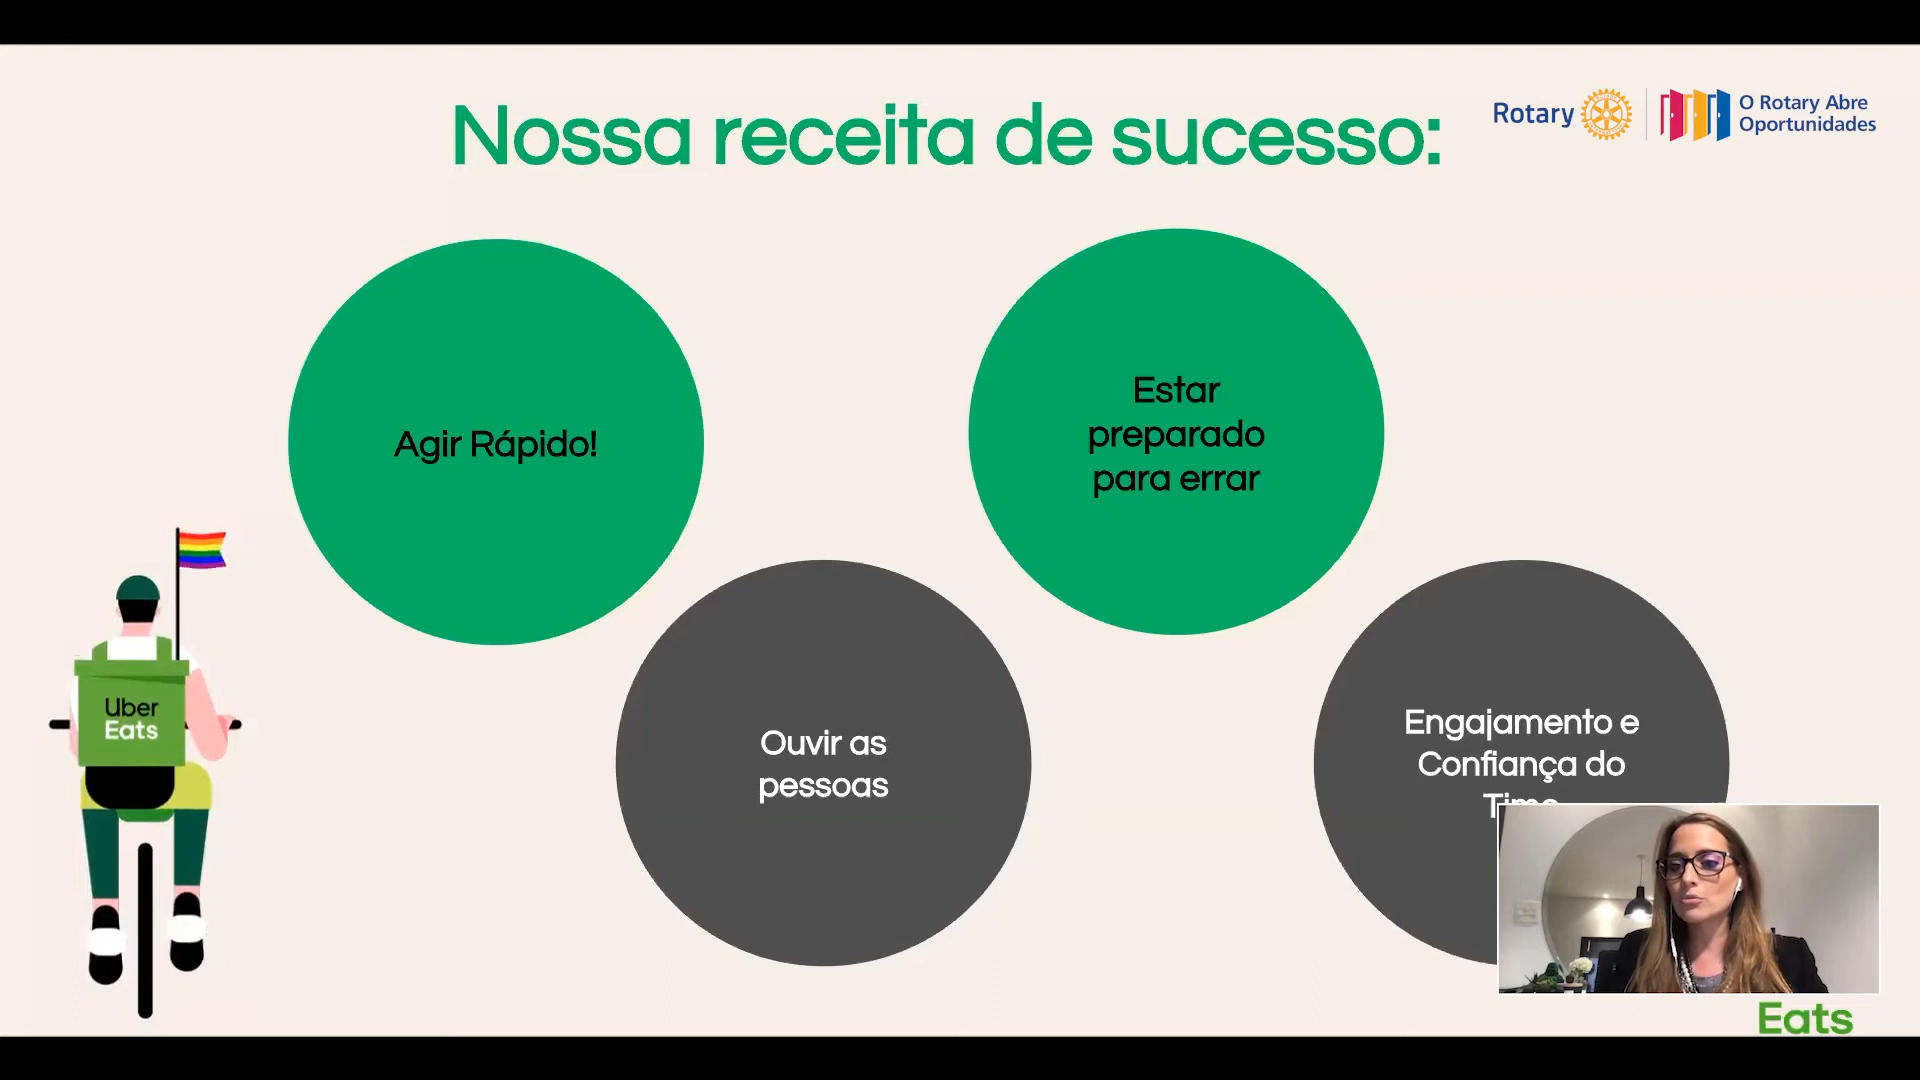 Nossa receita de sucesso:
Rotary
O Rotary Abre
Oportunidades
Agir Rápido!
Estar
preparado
para errar
Ouvir as
pessoas
Engajamento e
Confiança do
Time
Uber
Eats
Eats